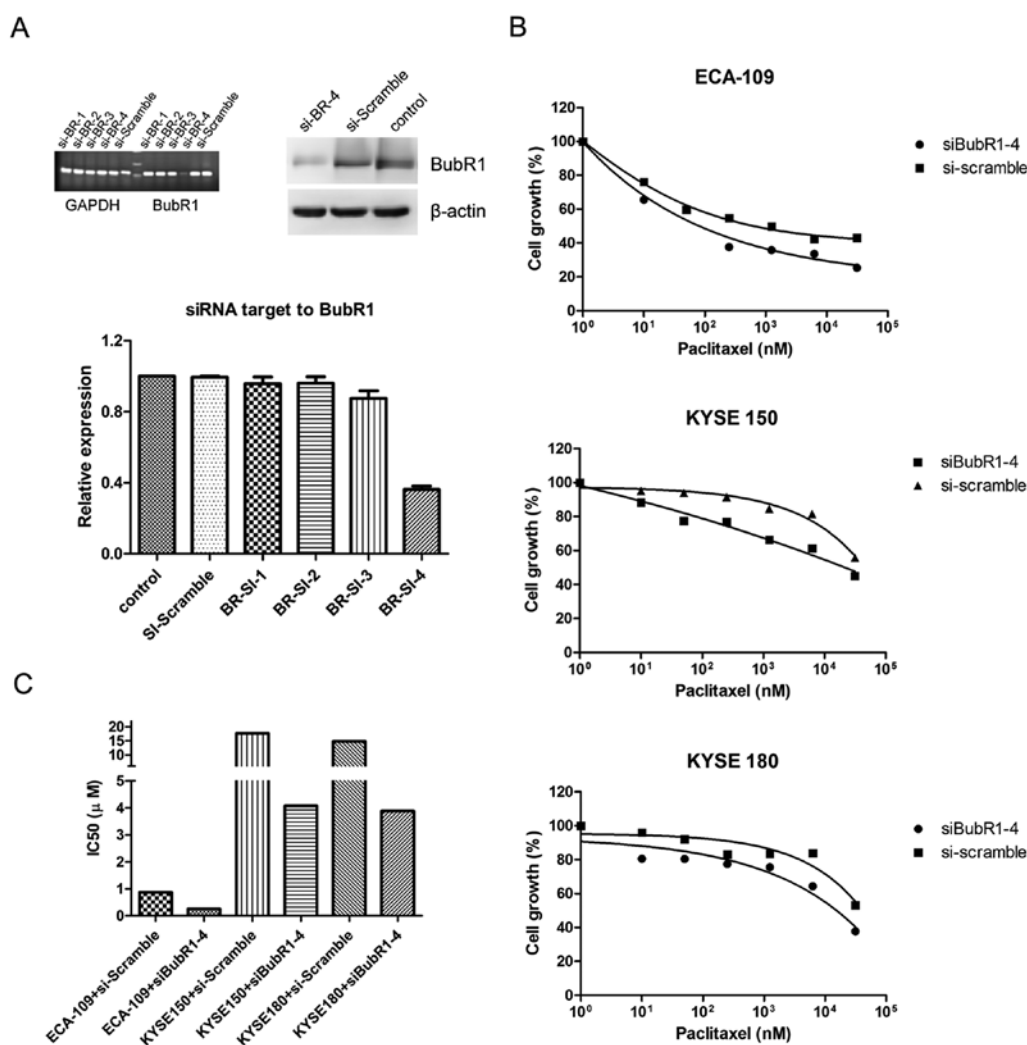 A
si-BR-1
si-BR-2
si-BR-3
si-BR-4
si-Scramble
si-BR-1
si-BR-2
si-BR-3
si-BR-4
si-Scramble
GAPDH BubR1
si-BR-4
si-Scramble
control
BubR1
β-actin
siRNA target to BubR1
Relative expression
1.2
0.8
0.4
0.0
control
SI-Scramble
BR-SI-1
BR-SI-2
BR-SI-3
BR-SI-4
B
ECA-109
Cell growth (%)
120
100
80
60
40
20
0
10⁰ 10¹ 10² 10³ 10⁴ 10⁵
Paclitaxel (nM)
siBubR1-4
si-scramble
KYSE 150
Cell growth (%)
120
100
80
60
40
20
0
10⁰ 10¹ 10² 10³ 10⁴ 10⁵
Paclitaxel (nM)
siBubR1-4
si-scramble
KYSE 180
Cell growth (%)
120
100
80
60
40
20
0
10⁰ 10¹ 10² 10³ 10⁴ 10⁵
Paclitaxel (nM)
siBubR1-4
si-scramble
C
IC50 (μ M)
20
15
10
5
4
3
2
1
0
ECA-109+si-Scramble
ECA-109+siBubR1-4
KYSE150+si-Scramble
KYSE150+siBubR1-4
KYSE180+si-Scramble
KYSE180+siBubR1-4